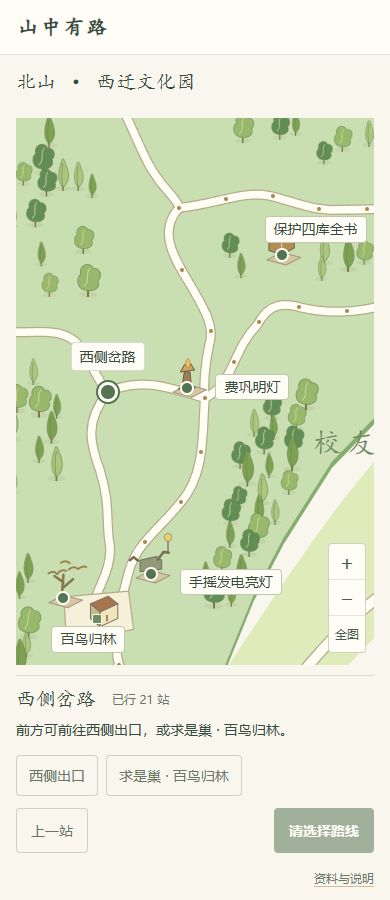 山中有路
北山 • 西迁文化园
保护四库全书
西侧岔路
费巩明灯
校友
手摇发电亮灯
百鸟归林
+
−
全图
西侧岔路 已行 21 站
前方可前往西侧出口，或求是巢 · 百鸟归林。
西侧出口 求是巢 · 百鸟归林
上一站 请选择路线
资料与说明